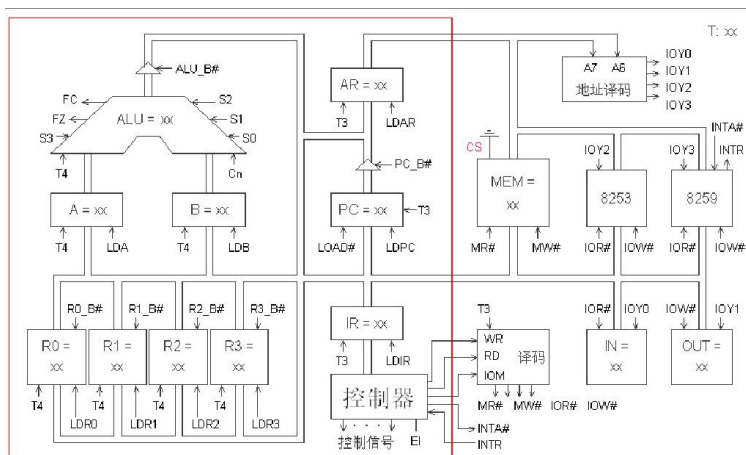 T: xx
ALU_B#
A7 A6
地址译码
IOY0
IOY1
IOY2
IOY3
AR = xx
T3 LDAR
FC
FZ
S3
ALU = xx
S2
S1
S0
T4
Cn
PC_B#
CS
IOY2
IOY3
INTA#
INTR
A = xx
B = xx
PC = xx
T3
MEM =
xx
8253
8259
T4 LDA
T4 LDB
LOAD# LDPC
MR# MW#
IOR# IOW#
IOR# IOW#
R0_B#
R1_B#
R2_B#
R3_B#
R0 =
xx
R1 =
xx
R2 =
xx
R3 =
xx
T4
T4
T4
T4
LDR0
LDR1
LDR2
LDR3
IR = xx
T3 LDIR
控制器
控制信号
· · ·
EI
T3
WR
RD
IOM
译码
MR# MW# IOR# IOW#
INTA#
INTR
IOR# IOY0
IN =
xx
IOW# IOY1
OUT =
xx